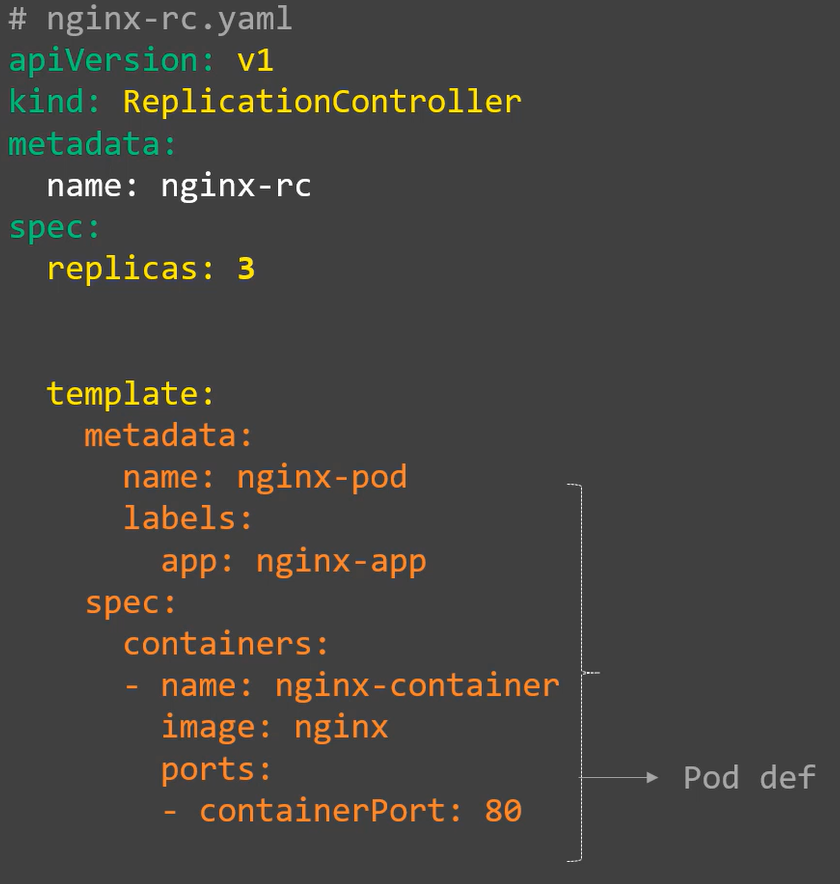 # nginx-rc.yaml
apiVersion: v1
kind: ReplicationController
metadata:
  name: nginx-rc
spec:
  replicas: 3
  template:
    metadata:
      name: nginx-pod
      labels:
        app: nginx-app
    spec:
      containers:
      - name: nginx-container
        image: nginx
        ports:
        - containerPort: 80
Pod def